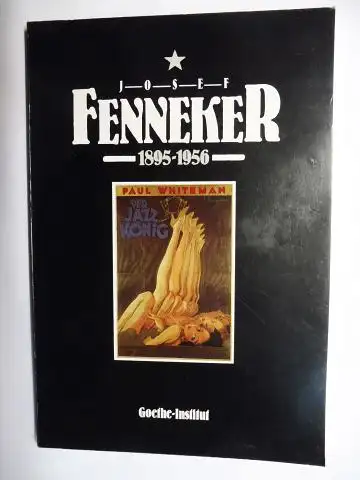 J—O—S—E—F
FENNEKER
1895-1956
PAUL WHITEMAN
DER
JAZZ
KÖNIG
Goethe-Institut